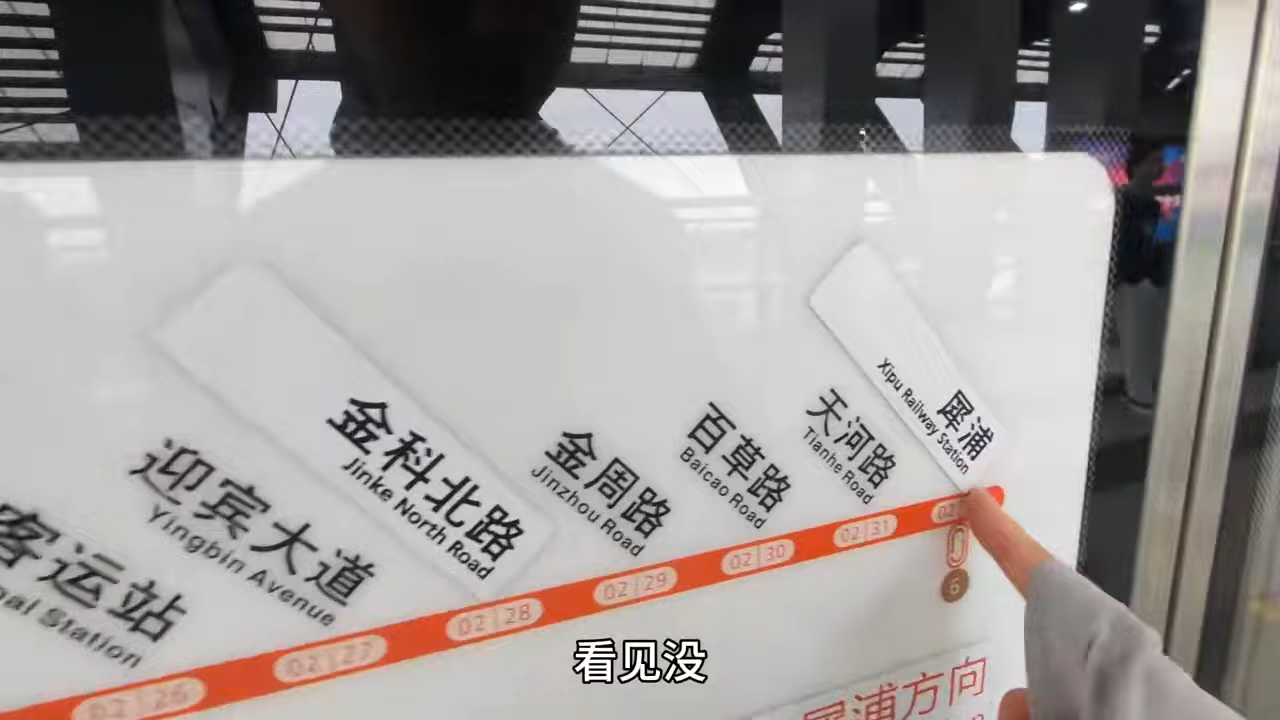 犀浦
Xipu Railway Station
天河路
Tianhe Road
百草路
Baicao Road
金周路
Jinzhou Road
金科北路
Jinke North Road
迎宾大道
Yingbin Avenue
客运站
Station
02|26
02|27
02|28
02|29
02|30
02|31
02
6
看见没
犀浦方向